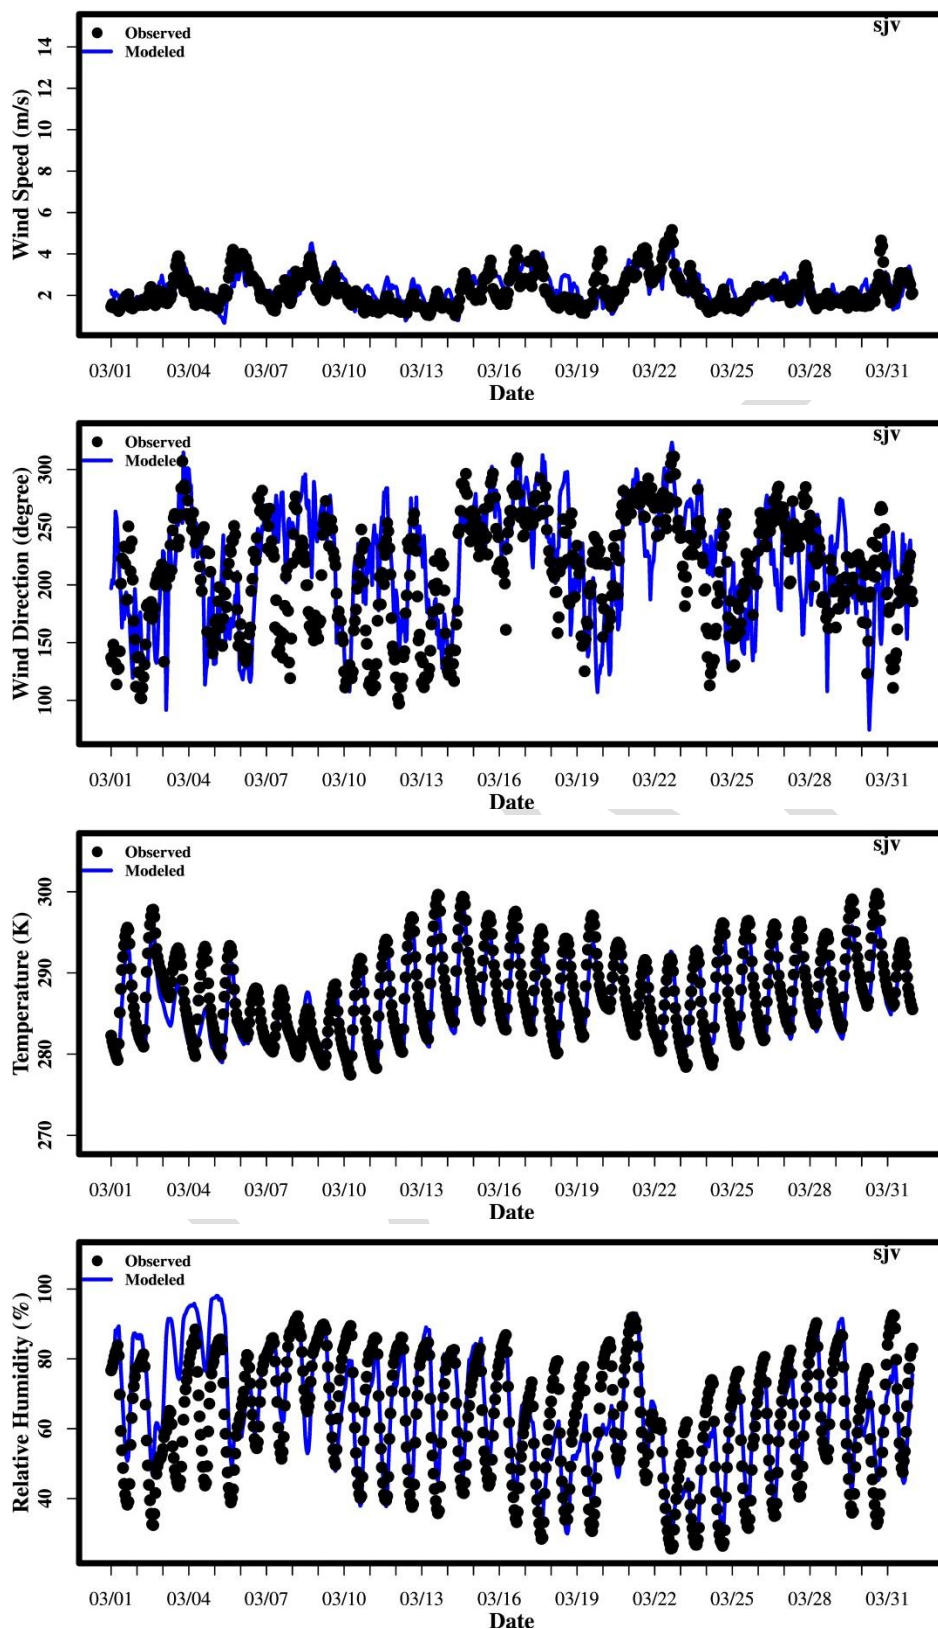 sjv
Observed
Modeled
Wind Speed (m/s)
14
12
10
8
6
4
2
03/01 03/04 03/07 03/10 03/13 03/16 03/19 03/22 03/25 03/28 03/31
Date
sjv
Observed
Modeled
Wind Direction (degree)
300
250
200
150
100
03/01 03/04 03/07 03/10 03/13 03/16 03/19 03/22 03/25 03/28 03/31
Date
sjv
Observed
Modeled
Temperature (K)
300
290
280
270
03/01 03/04 03/07 03/10 03/13 03/16 03/19 03/22 03/25 03/28 03/31
Date
sjv
Observed
Modeled
Relative Humidity (%)
100
80
60
40
03/01 03/04 03/07 03/10 03/13 03/16 03/19 03/22 03/25 03/28 03/31
Date